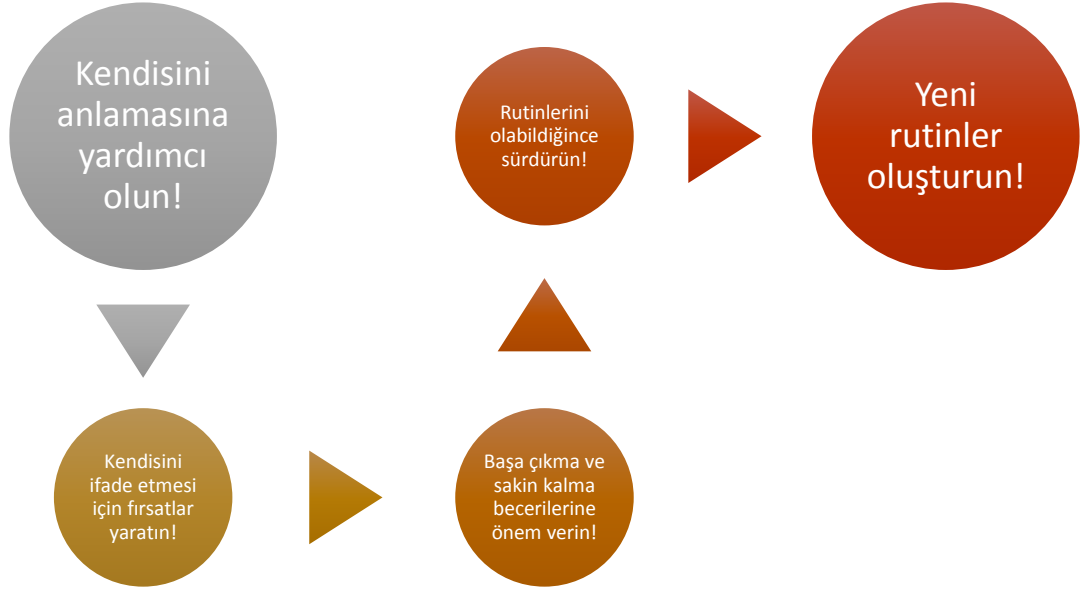 Kendisini
anlamasına
yardımcı
olun!
Kendisini
ifade etmesi
için fırsatlar
yaratın!
Başa çıkma ve
sakin kalma
becerilerine
önem verin!
Rutinlerini
olabildiğince
sürdürün!
Yeni
rutinler
oluşturun!